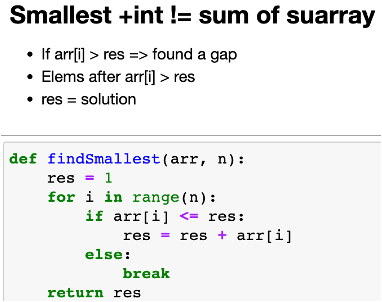 Smallest +int != sum of suarray
• If arr[i] > res => found a gap
• Elems after arr[i] > res
• res = solution
def findSmallest(arr, n):
    res = 1
    for i in range(n):
        if arr[i] <= res:
            res = res + arr[i]
        else:
            break
    return res